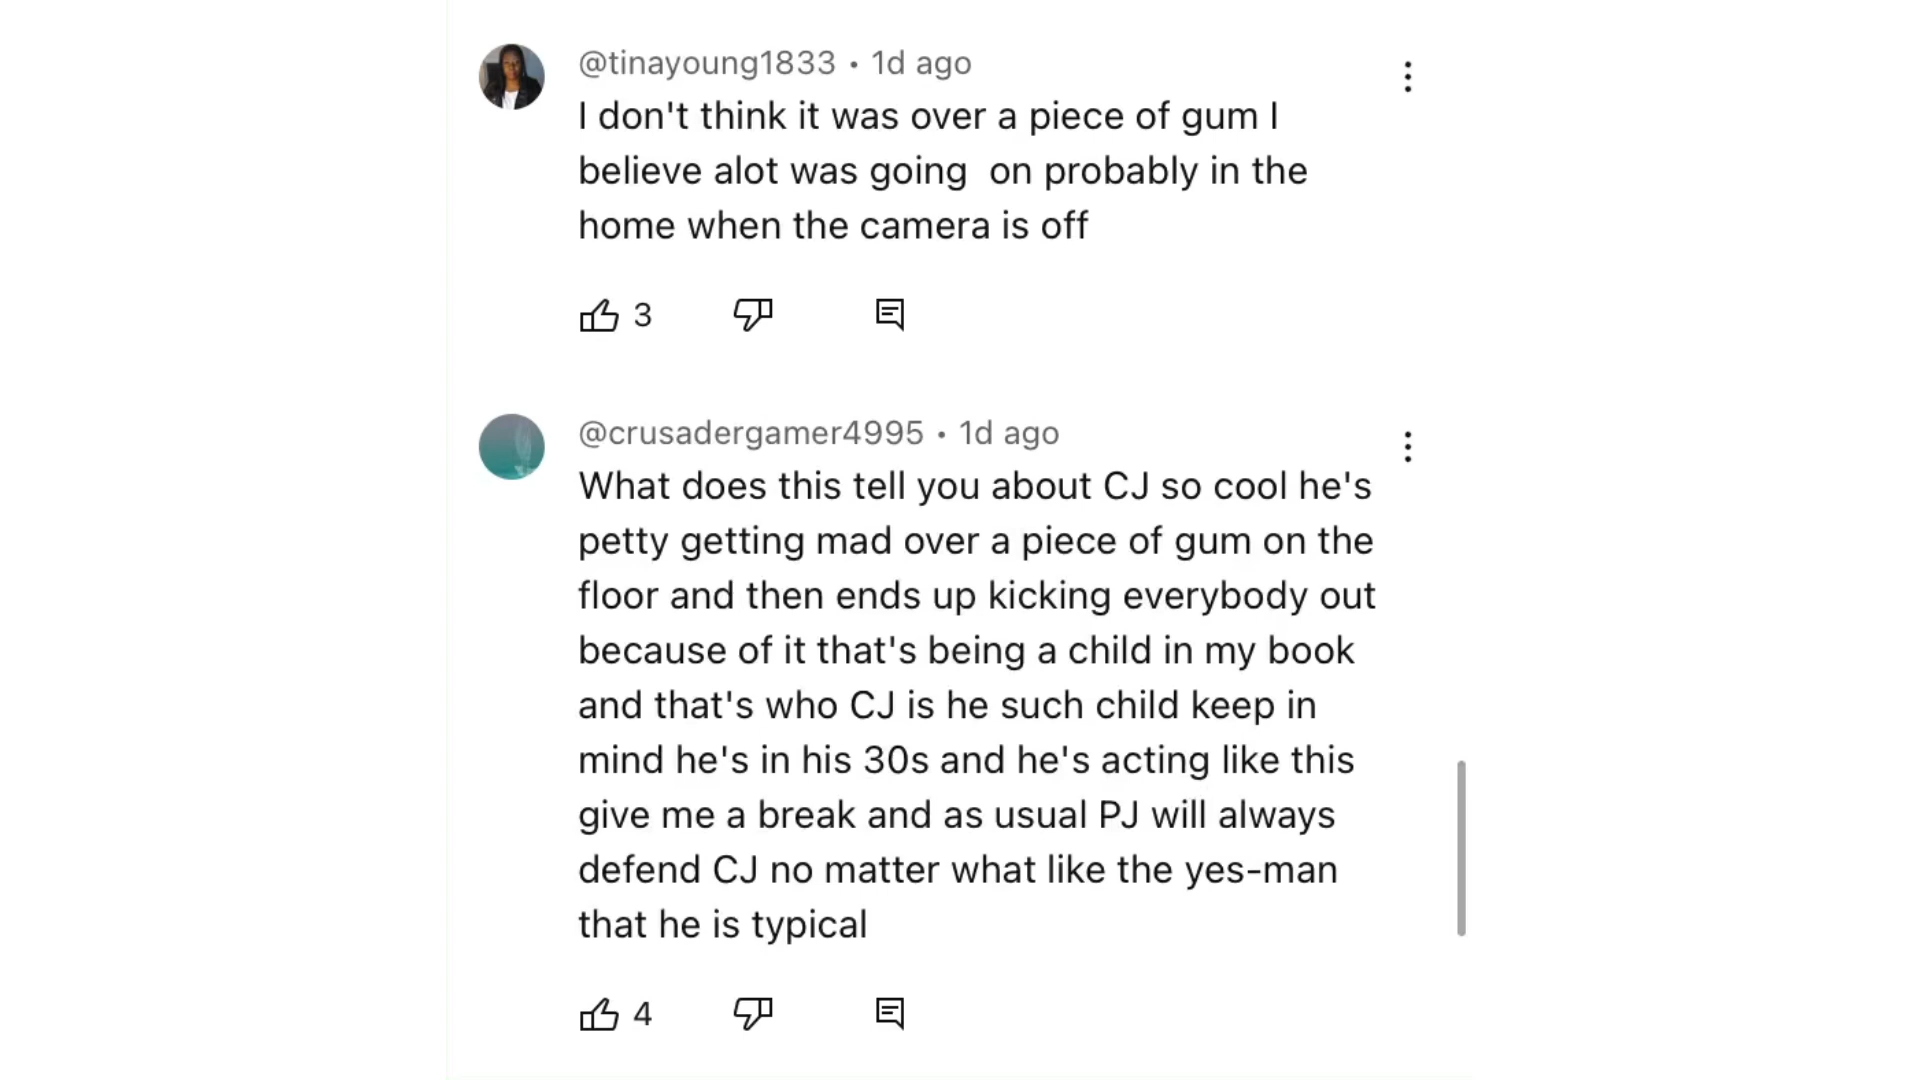 @tinayoung1833 • 1d ago
I don't think it was over a piece of gum I
believe alot was going  on probably in the
home when the camera is off
3
@crusadergamer4995 • 1d ago
What does this tell you about CJ so cool he's
petty getting mad over a piece of gum on the
floor and then ends up kicking everybody out
because of it that's being a child in my book
and that's who CJ is he such child keep in
mind he's in his 30s and he's acting like this
give me a break and as usual PJ will always
defend CJ no matter what like the yes-man
that he is typical
4